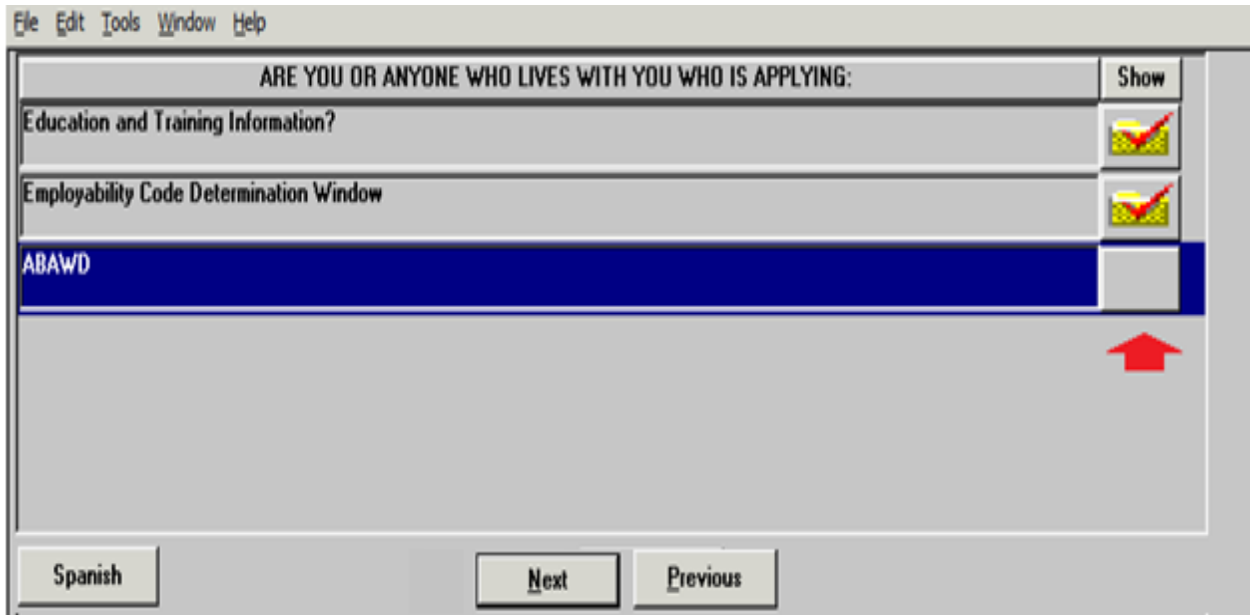 File Edit Tools Window Help
ARE YOU OR ANYONE WHO LIVES WITH YOU WHO IS APPLYING: Show
Education and Training Information?
Employability Code Determination Window
ABAWD
Spanish Next Previous